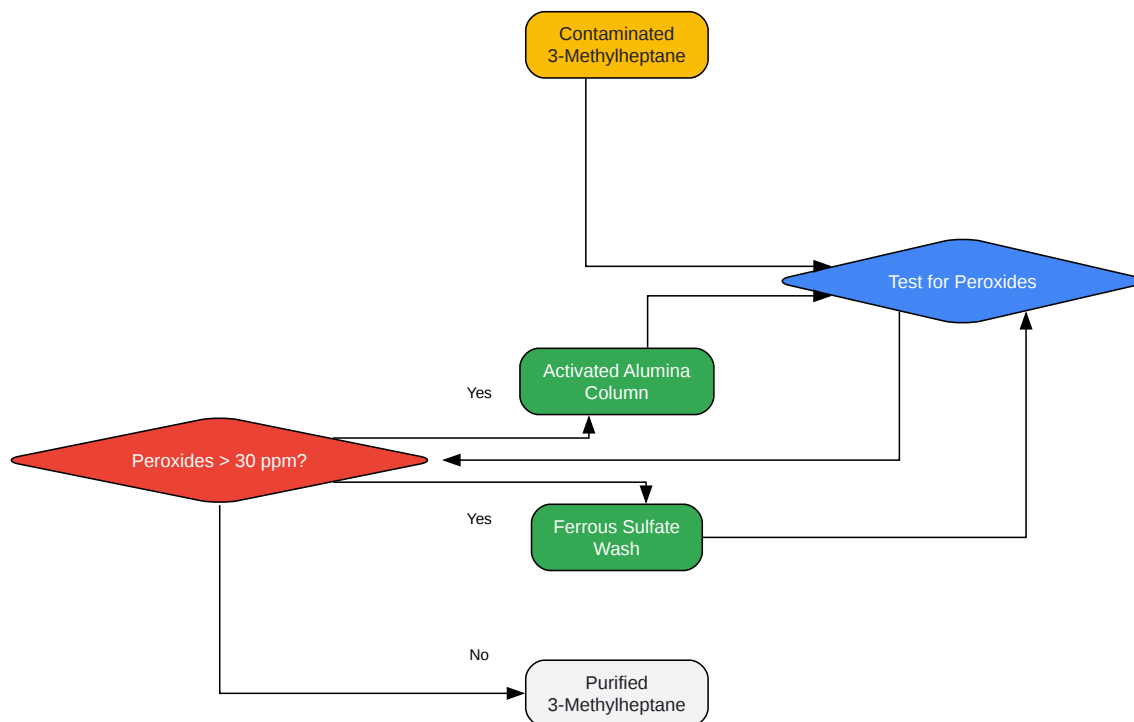 Contaminated
3-Methylheptane
Test for Peroxides
Activated Alumina
Column
Yes
Peroxides > 30 ppm?
Yes
Ferrous Sulfate
Wash
No
Purified
3-Methylheptane